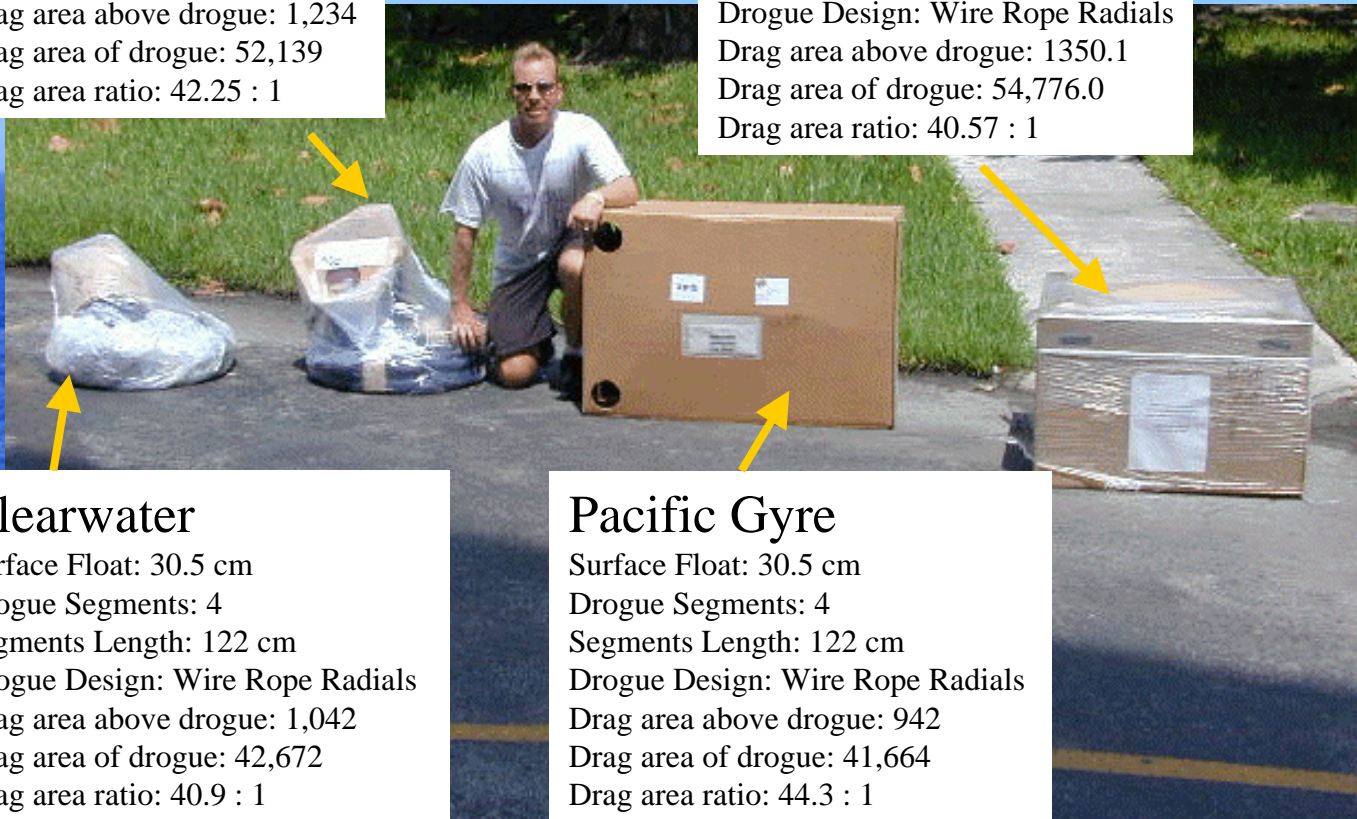 ag area above drogue: 1,234
ag area of drogue: 52,139
ag area ratio: 42.25 : 1
Drogue Design: Wire Rope Radials
Drag area above drogue: 1350.1
Drag area of drogue: 54,776.0
Drag area ratio: 40.57 : 1
learwater
rface Float: 30.5 cm
ogue Segments: 4
gments Length: 122 cm
ogue Design: Wire Rope Radials
ag area above drogue: 1,042
ag area of drogue: 42,672
ag area ratio: 40.9 : 1
Pacific Gyre
Surface Float: 30.5 cm
Drogue Segments: 4
Segments Length: 122 cm
Drogue Design: Wire Rope Radials
Drag area above drogue: 942
Drag area of drogue: 41,664
Drag area ratio: 44.3 : 1